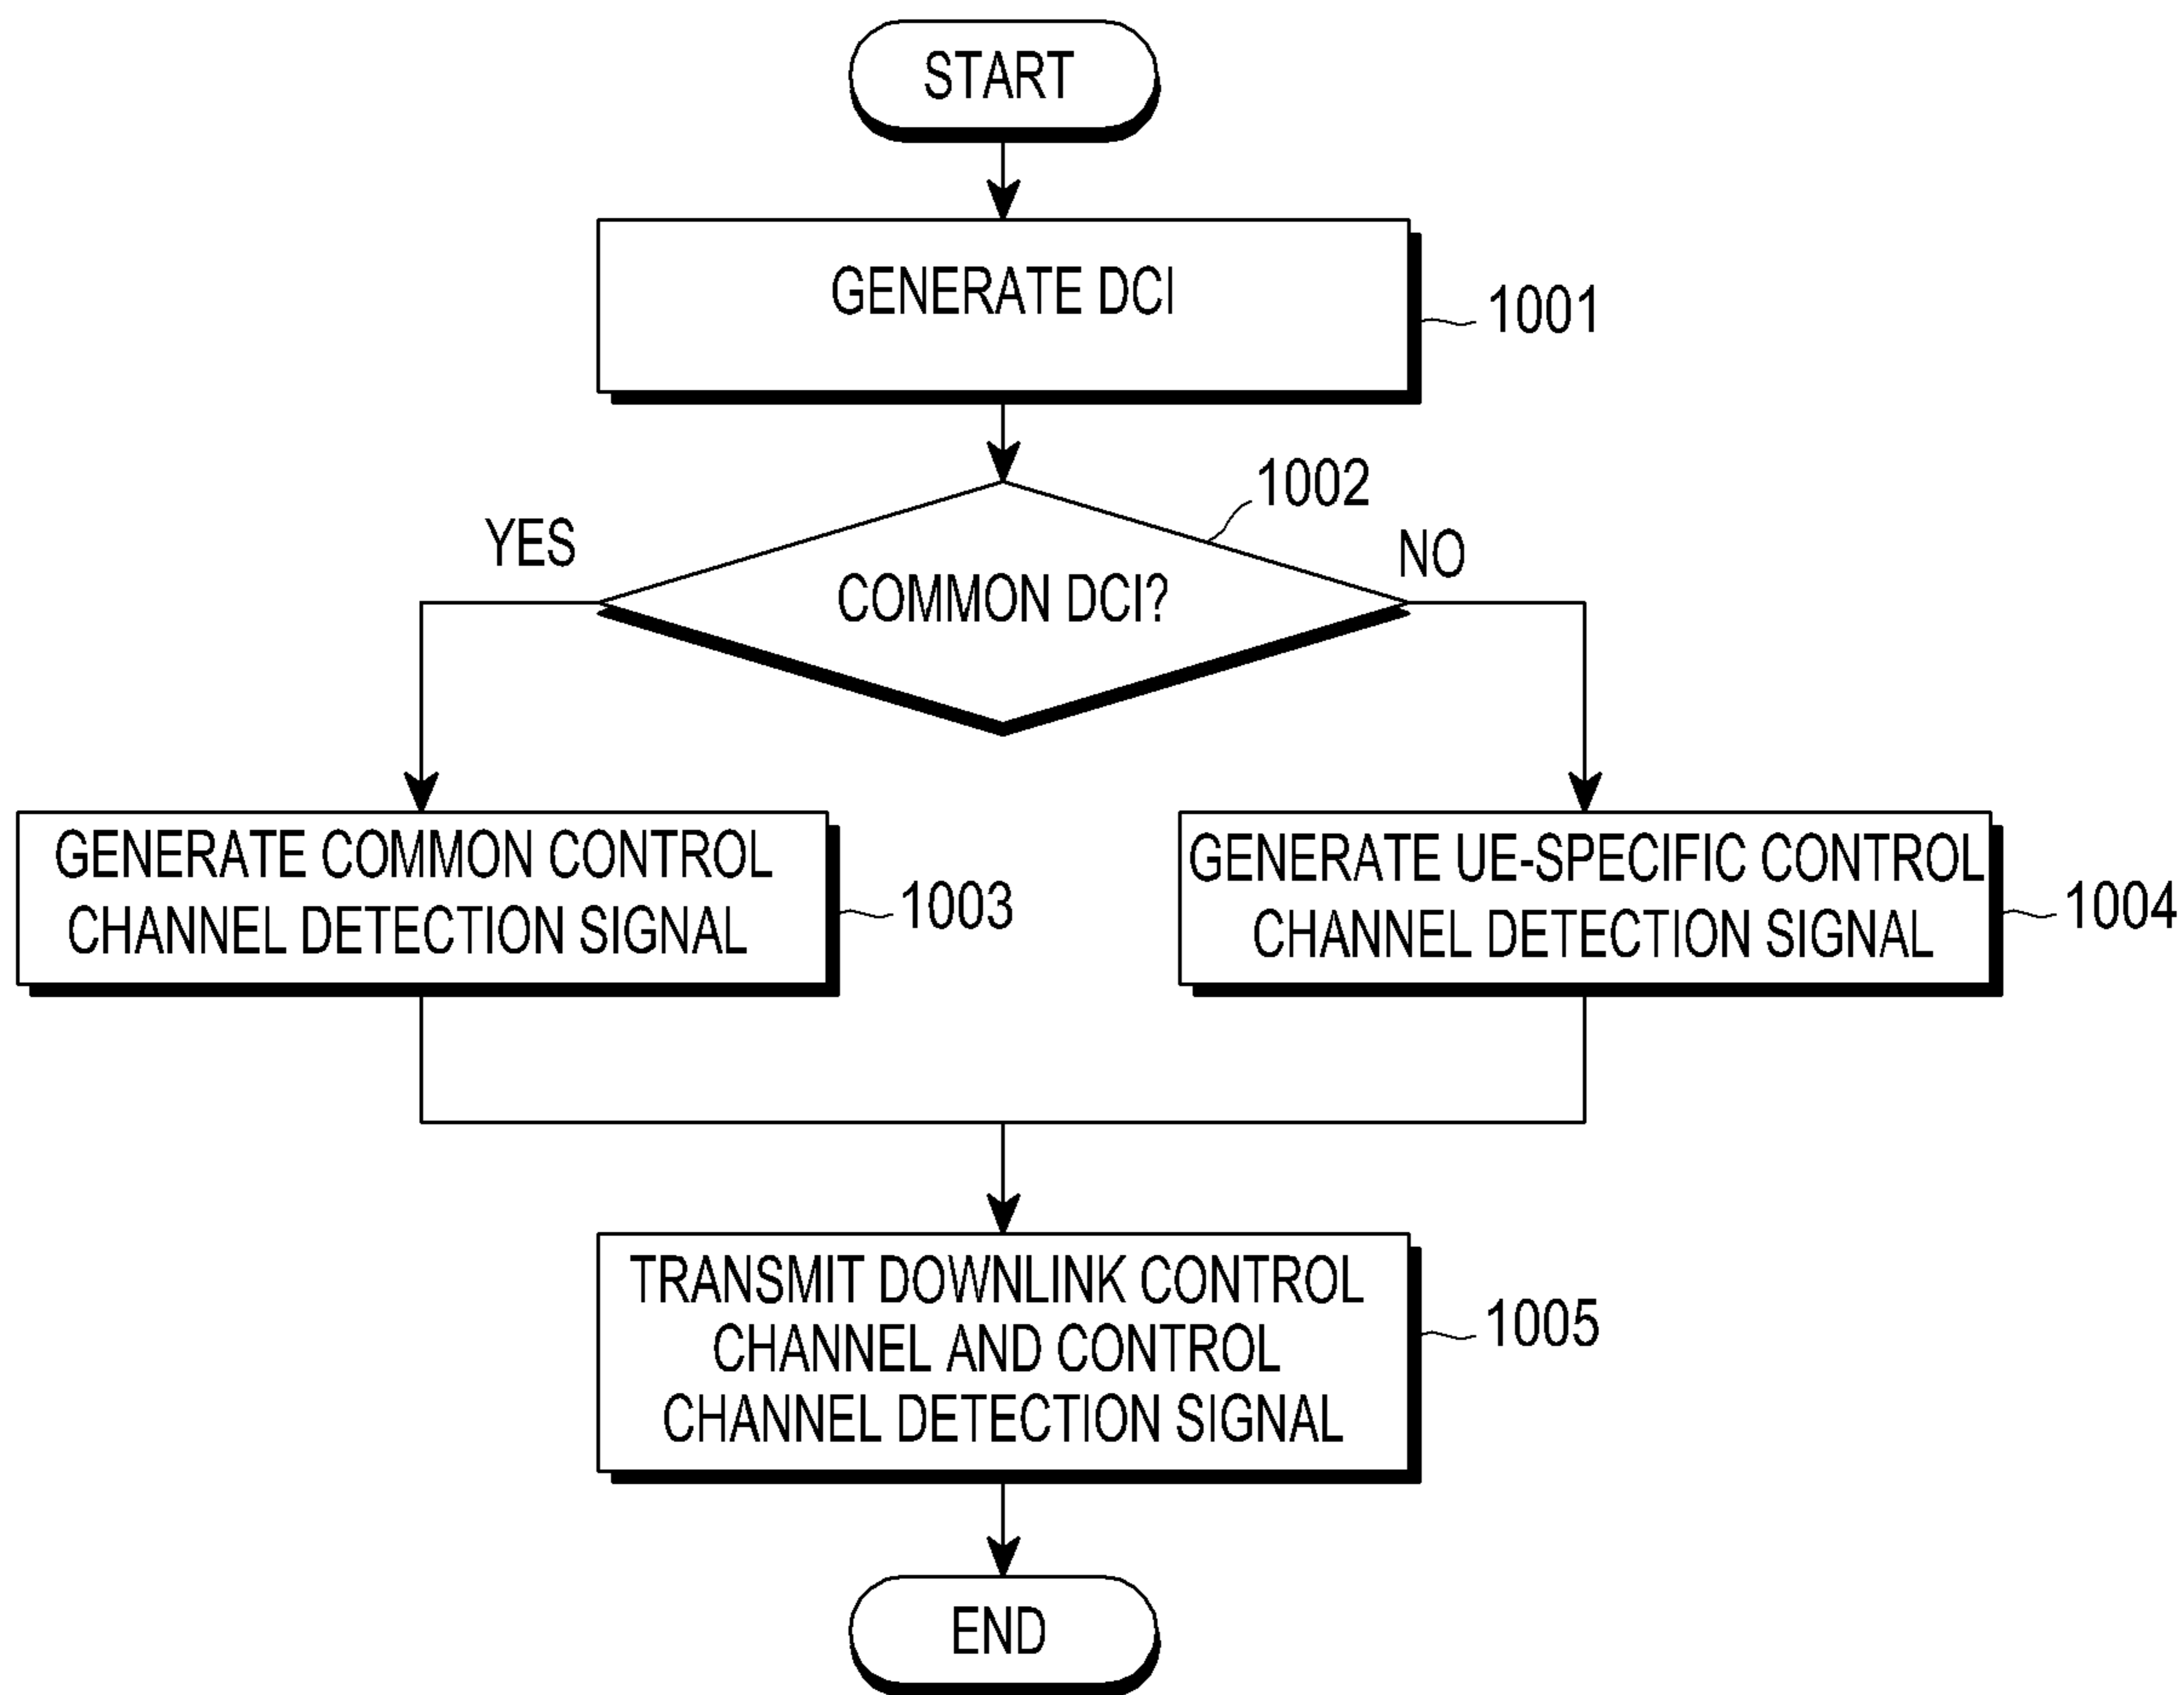 START
GENERATE DCI
1001
1002
YES
NO
COMMON DCI?
GENERATE COMMON CONTROL
CHANNEL DETECTION SIGNAL
1003
GENERATE UE-SPECIFIC CONTROL
CHANNEL DETECTION SIGNAL
1004
TRANSMIT DOWNLINK CONTROL
CHANNEL AND CONTROL
CHANNEL DETECTION SIGNAL
1005
END